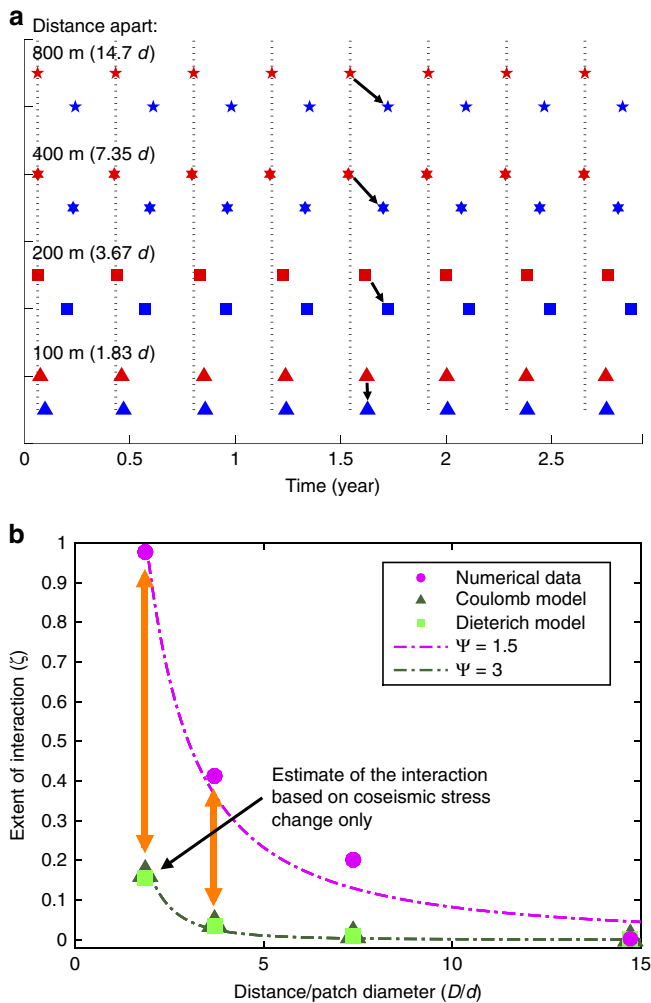 a
Distance apart:
800 m (14.7 d)
400 m (7.35 d)
200 m (3.67 d)
100 m (1.83 d)
0 0.5 1 1.5 2 2.5
Time (year)
b
1
0.9
0.8
0.7
0.6
0.5
0.4
0.3
0.2
0.1
0
Extent of interaction (ζ)
Numerical data
Coulomb model
Dieterich model
Ψ = 1.5
Ψ = 3
Estimate of the interaction
based on coseismic stress
change only
0 5 10 15
Distance/patch diameter (D/d)